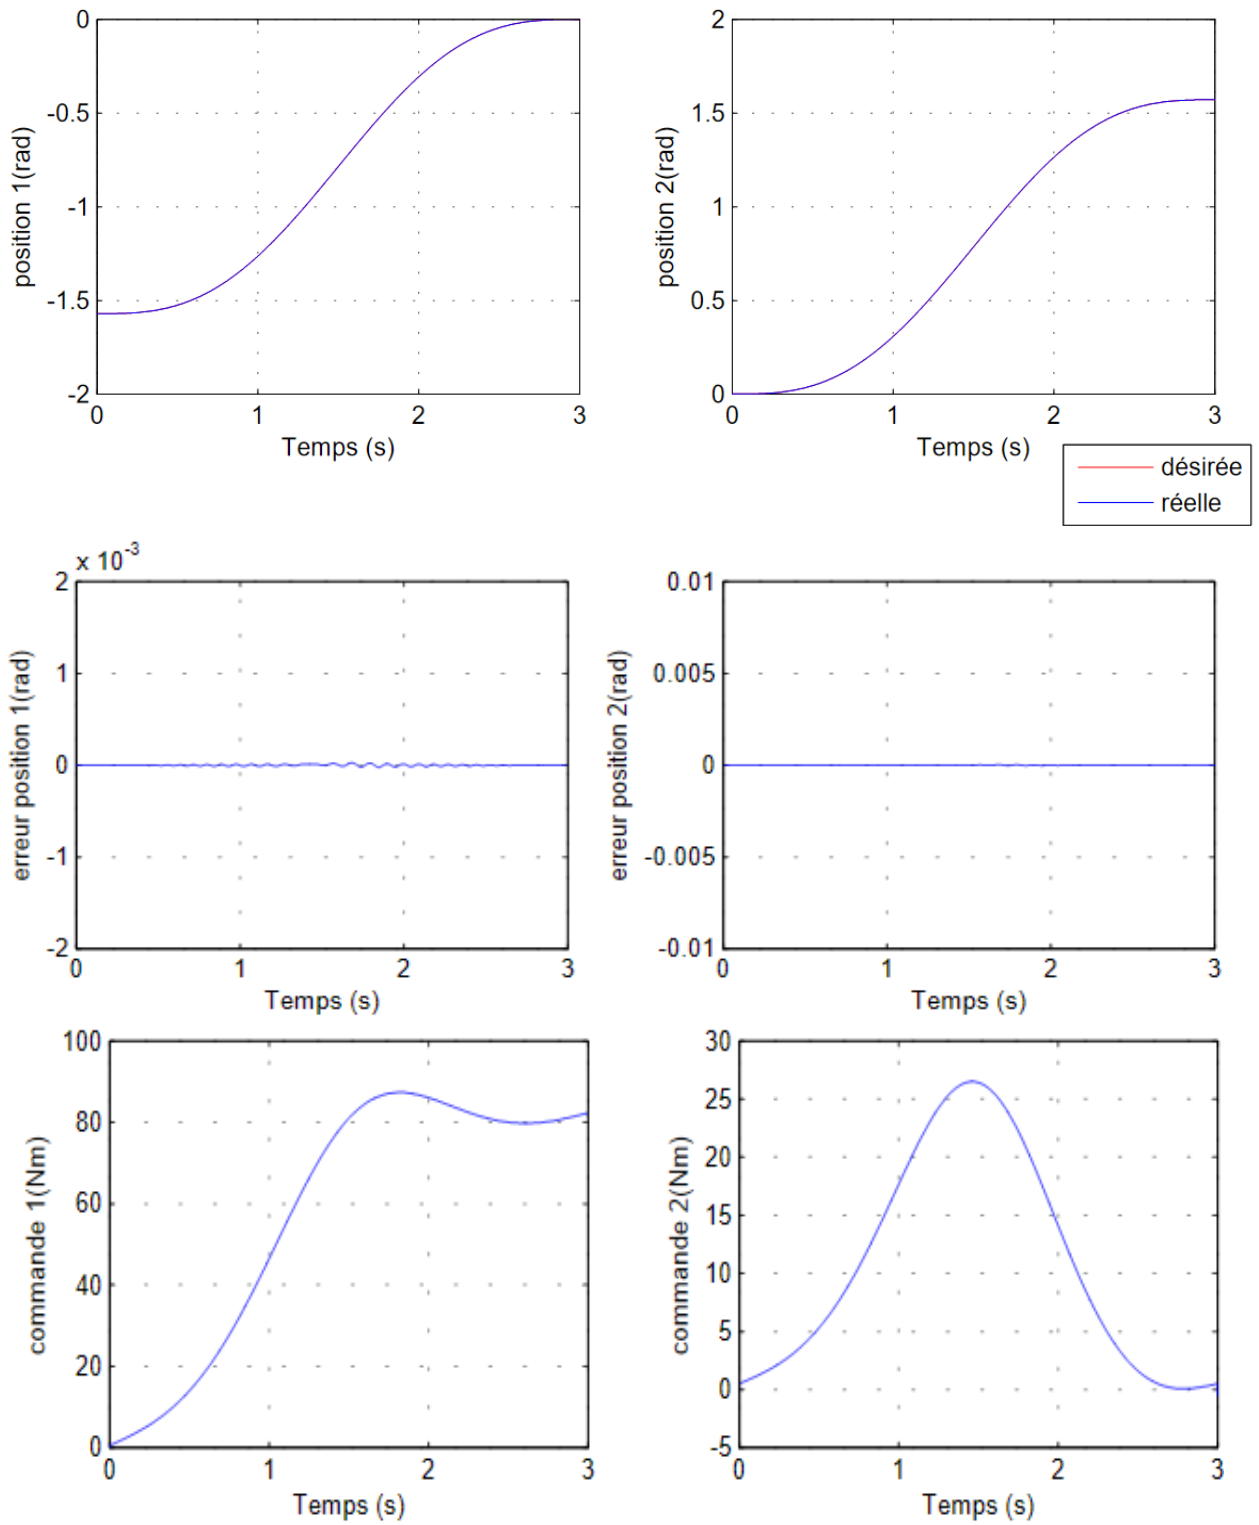 0
-0.5
-1
-1.5
-2
position 1(rad)
0 1 2 3
Temps (s)
2
1.5
1
0.5
0
position 2(rad)
0 1 2 3
Temps (s)
désirée
réelle
x 10-3
2
1
0
-1
-2
erreur position 1(rad)
0 1 2 3
Temps (s)
0.01
0.005
0
-0.005
-0.01
erreur position 2(rad)
0 1 2 3
Temps (s)
100
80
60
40
20
0
commande 1(Nm)
0 1 2 3
Temps (s)
30
25
20
15
10
5
0
-5
commande 2(Nm)
0 1 2 3
Temps (s)